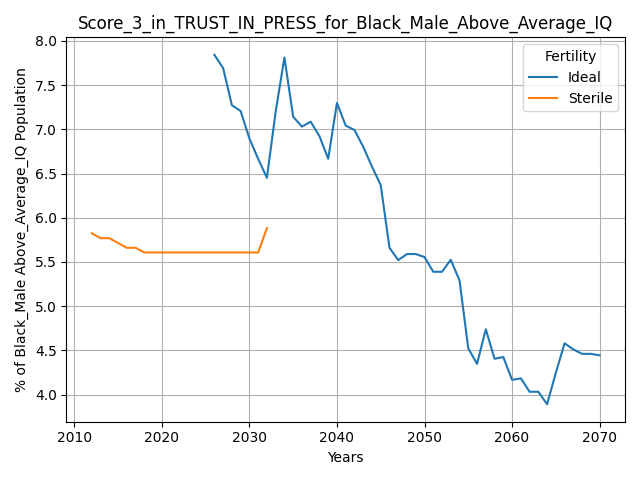 Score_3_in_TRUST_IN_PRESS_for_Black_Male_Above_Average_IQ
% of Black_Male Above_Average_IQ Population
8.0
7.5
7.0
6.5
6.0
5.5
5.0
4.5
4.0
Fertility
Ideal
Sterile
2010
2020
2030
2040
2050
2060
2070
Years